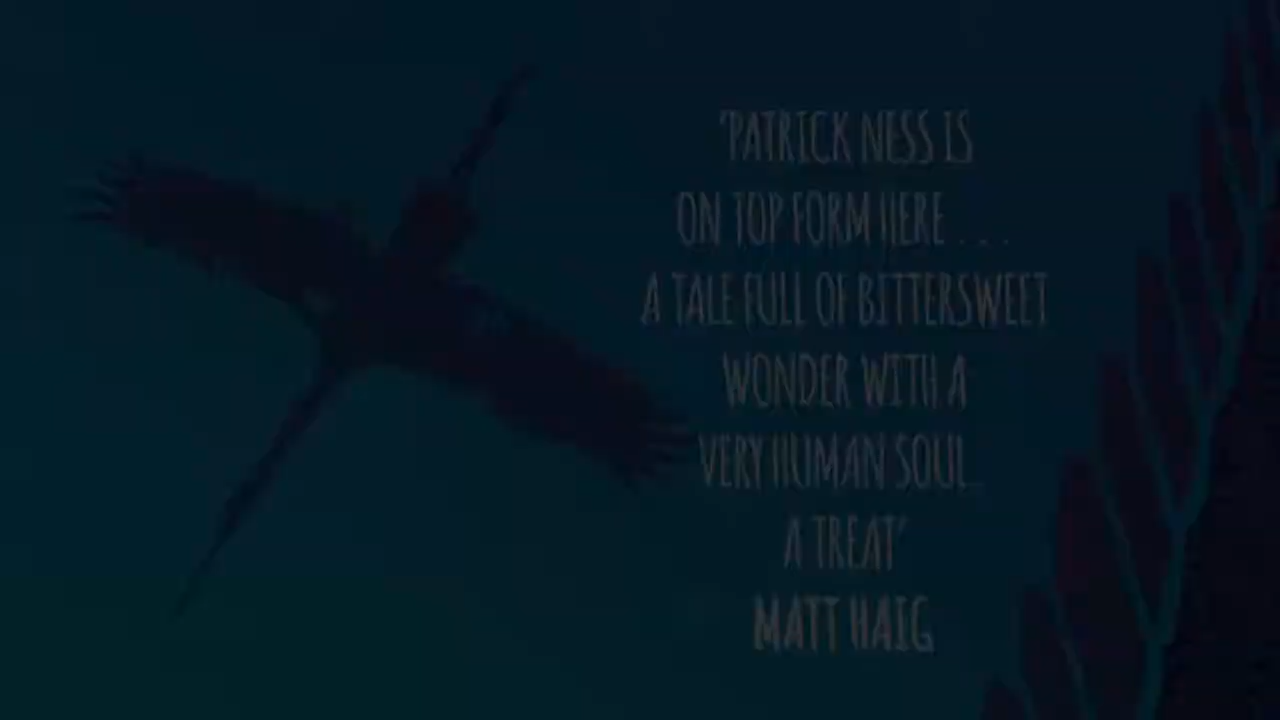 'PATRICK NESS IS
ON TOP FORM HERE . . .
A TALE FULL OF BITTERSWEET
WONDER WITH A
VERY HUMAN SOUL.
A TREAT'
MATT HAIG